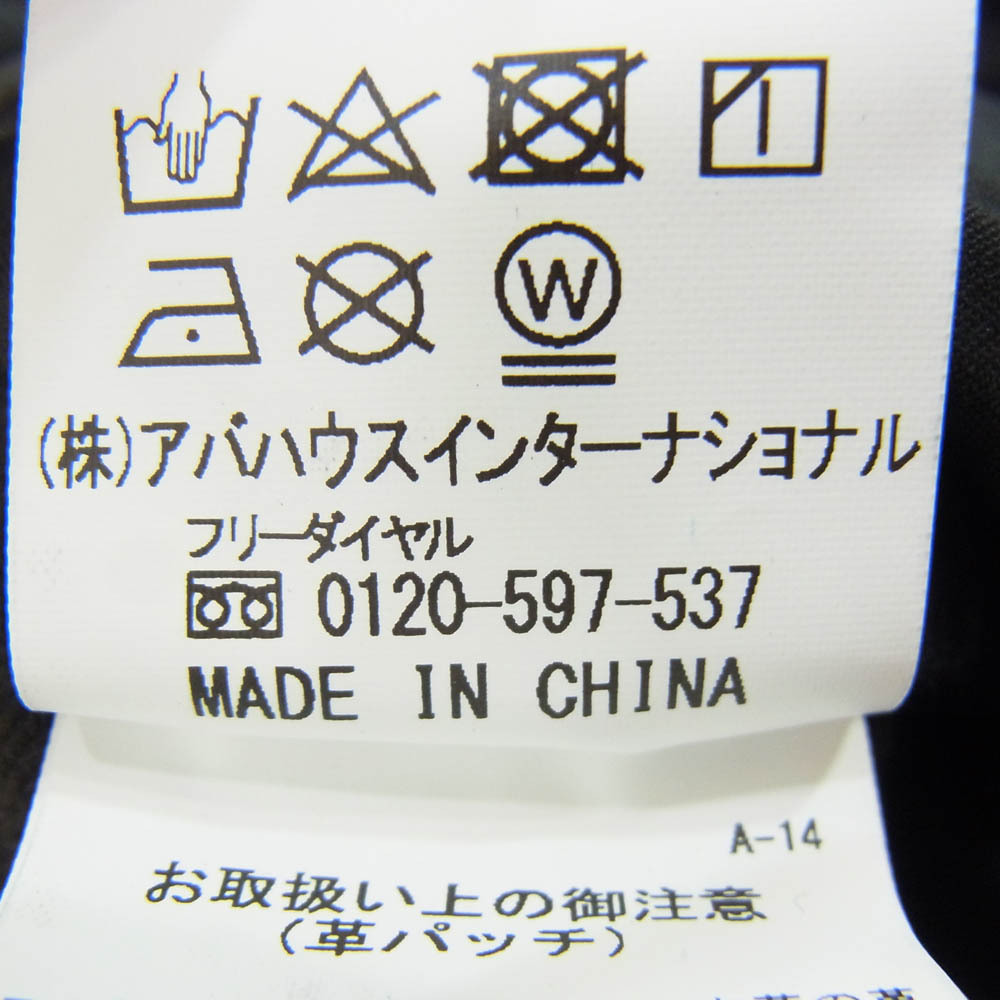 W
(株)アバハウスインターナショナル
フリーダイヤル
0120-597-537
MADE IN CHINA
A-14
お取扱い上の御注意
(革パッチ)